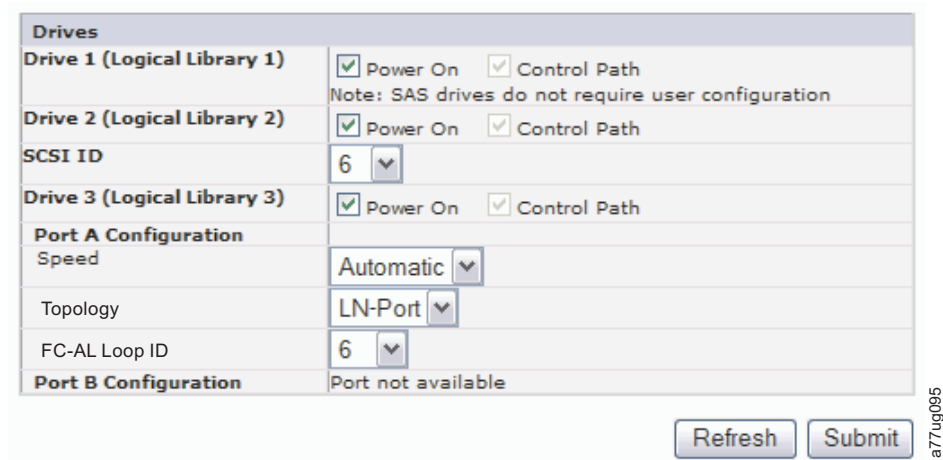 Drives
Drive 1 (Logical Library 1)
Power On Control Path
Note: SAS drives do not require user configuration
Drive 2 (Logical Library 2)
Power On Control Path
SCSI ID
6
Drive 3 (Logical Library 3)
Power On Control Path
Port A Configuration
Speed
Automatic
Topology
LN-Port
FC-AL Loop ID
6
Port B Configuration
Port not available
Refresh Submit
a77ug095